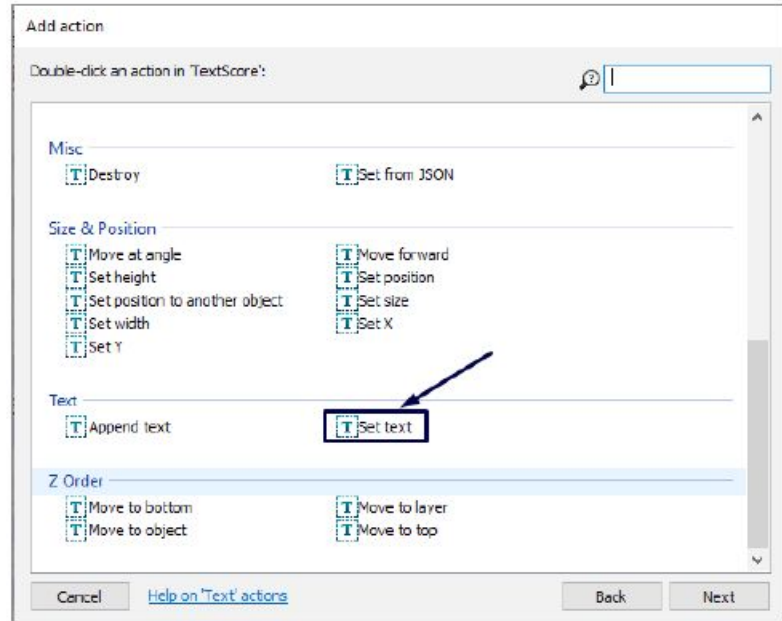 Add action
Double-click an action in 'TextScore':
Misc
Destroy Set from JSON
Size & Position
Move at angle Move forward
Set height Set position
Set position to another object Set size
Set width Set X
Set Y
Text
Append text Set text
Z Order
Move to bottom Move to layer
Move to object Move to top
Cancel Help on 'Text' actions Back Next